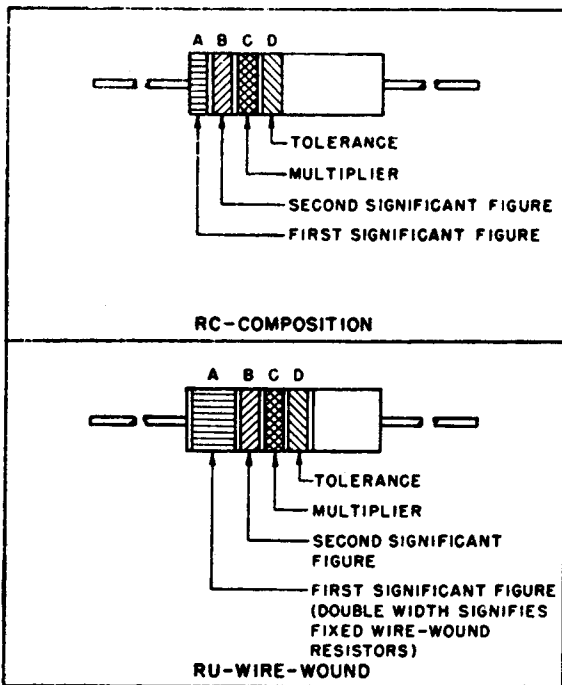 A B C D
TOLERANCE
MULTIPLIER
SECOND SIGNIFICANT FIGURE
FIRST SIGNIFICANT FIGURE
RC-COMPOSITION
A B C D
TOLERANCE
MULTIPLIER
SECOND SIGNIFICANT
FIGURE
FIRST SIGNIFICANT FIGURE
(DOUBLE WIDTH SIGNIFIES
FIXED WIRE-WOUND
RESISTORS)
RU-WIRE-WOUND